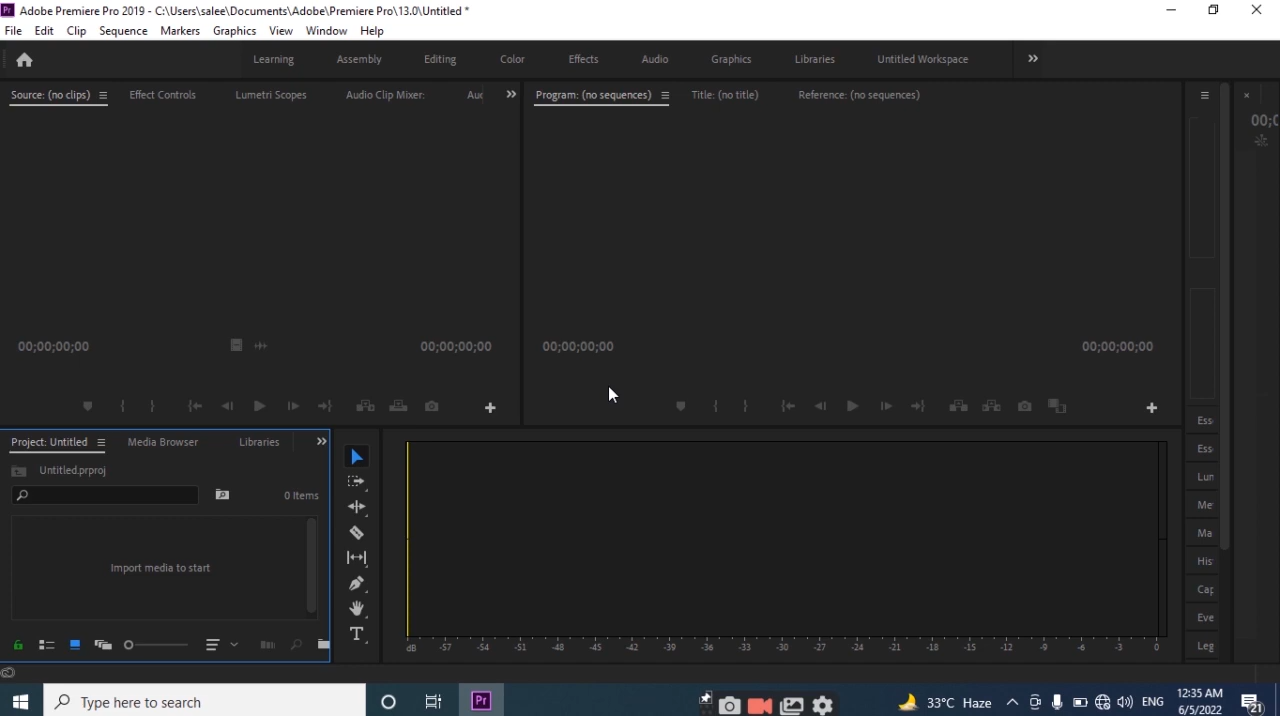 Pr Adobe Premiere Pro 2019 - C:\Users\salee\Documents\Adobe\Premiere Pro\13.0\Untitled *
File Edit Clip Sequence Markers Graphics View Window Help
Learning Assembly Editing Color Effects Audio Graphics Libraries Untitled Workspace
Source: (no clips) Effect Controls Lumetri Scopes Audio Clip Mixer: Au Program: (no sequences) Title: (no title) Reference: (no sequences)
00;0
00;00;00;00 00;00;00;00 00;00;00;00 00;00;00;00
Ess
Project: Untitled Media Browser Libraries
Ess
Untitled.prproj
Lun
0 Items
Me
Ma
His
Import media to start
Cap
Eve
Leg
dB -57 -54 -51 -48 -45 -42 -39 -36 -33 -30 -27 -24 -21 -18 -15 -12 -9 -6 -3 0
Type here to search
Pr
33°C Haze
ENG
12:35 AM
6/5/2022
21